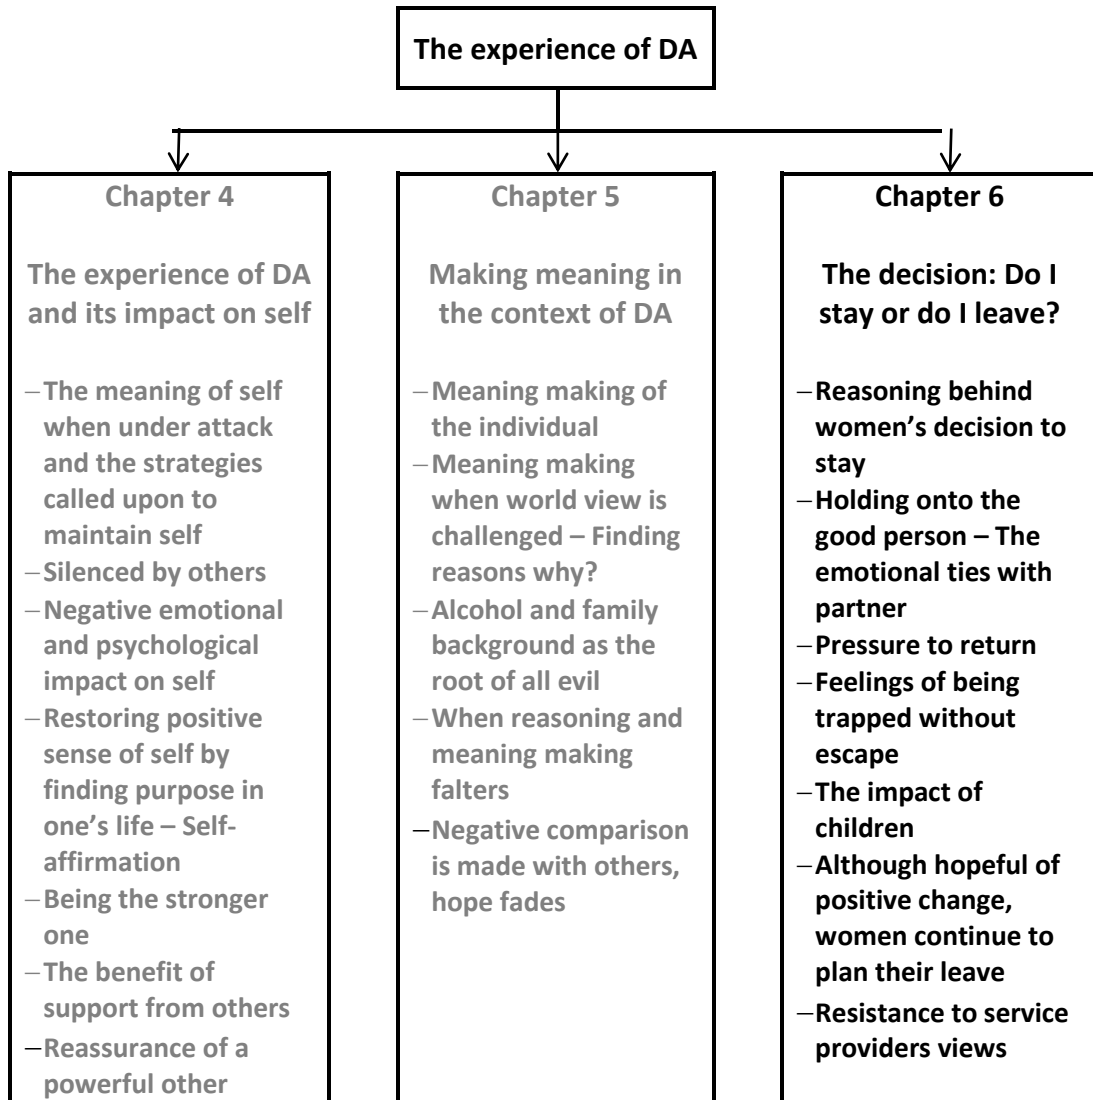 The experience of DA
Chapter 4
The experience of DA
and its impact on self
–The meaning of self
when under attack
and the strategies
called upon to
maintain self
–Silenced by others
–Negative emotional
and psychological
impact on self
–Restoring positive
sense of self by
finding purpose in
one’s life – Self-
affirmation
–Being the stronger
one
–The benefit of
support from others
–Reassurance of a
powerful other
Chapter 5
Making meaning in
the context of DA
–Meaning making of
the individual
–Meaning making
when world view is
challenged – Finding
reasons why?
–Alcohol and family
background as the
root of all evil
–When reasoning and
meaning making
falters
–Negative comparison
is made with others,
hope fades
Chapter 6
The decision: Do I
stay or do I leave?
–Reasoning behind
women’s decision to
stay
–Holding onto the
good person – The
emotional ties with
partner
–Pressure to return
–Feelings of being
trapped without
escape
–The impact of
children
–Although hopeful of
positive change,
women continue to
plan their leave
–Resistance to service
providers views